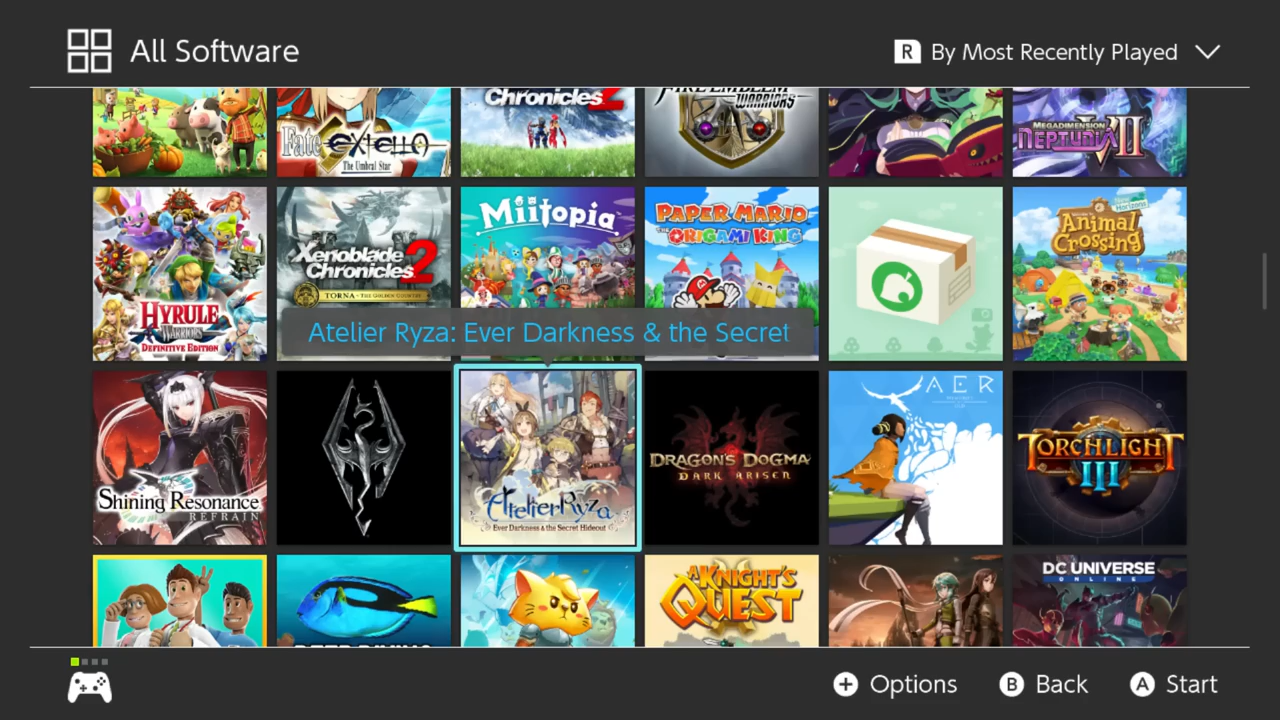 All Software
R By Most Recently Played
Fate/EXTELLA
The Umbral Star
Chronicles 2
FIRE EMBLEM
WARRIORS
MEGADIMENSION
NEPTUNIA VII
HYRULE
WARRIORS
DEFINITIVE EDITION
Xenoblade
Chronicles 2
TORNA ~ THE GOLDEN COUNTRY
Miitopia
PAPER MARIO
THE ORIGAMI KING
Animal
Crossing
Horizons
Atelier Ryza: Ever Darkness & the Secret
Shining Resonance
REFRAIN
Atelier Ryza
Ever Darkness & the Secret Hideout
DRAGON'S DOGMA
DARK ARISEN
AER
TORCHLIGHT
III
A KNIGHT'S
QUEST
DC UNIVERSE
ONLINE
+ Options
B Back
A Start